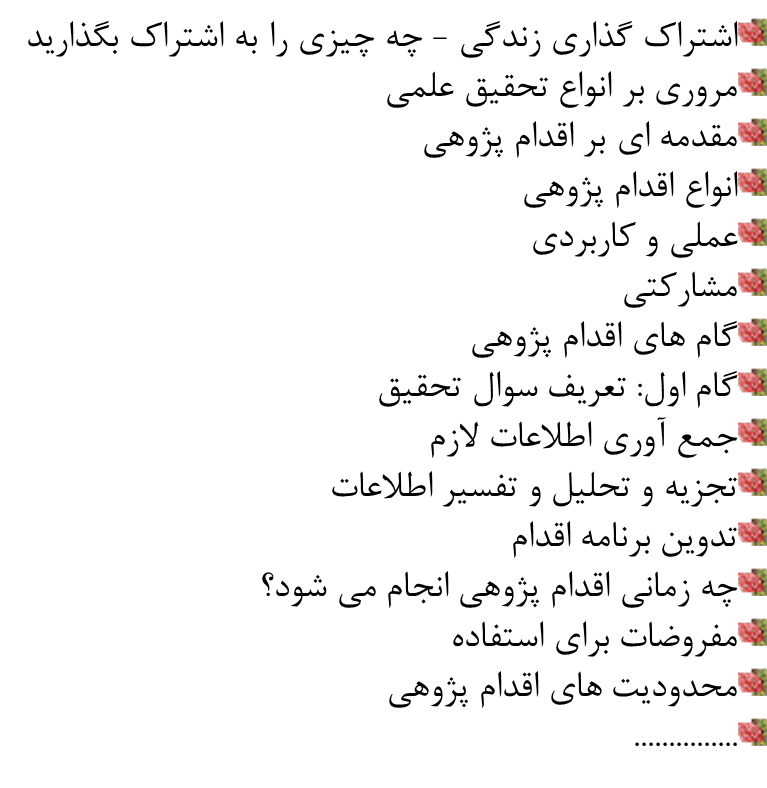 اشتراک گذاری زندگی - چه چیزی را به اشتراک بگذارید
مروری بر انواع تحقیق علمی
مقدمه ای بر اقدام پژوهی
انواع اقدام پژوهی
عملی و کاربردی
مشارکتی
گام های اقدام پژوهی
گام اول: تعریف سوال تحقیق
جمع آوری اطلاعات لازم
تجزیه و تحلیل و تفسیر اطلاعات
تدوین برنامه اقدام
چه زمانی اقدام پژوهی انجام می شود؟
مفروضات برای استفاده
محدودیت های اقدام پژوهی
...............